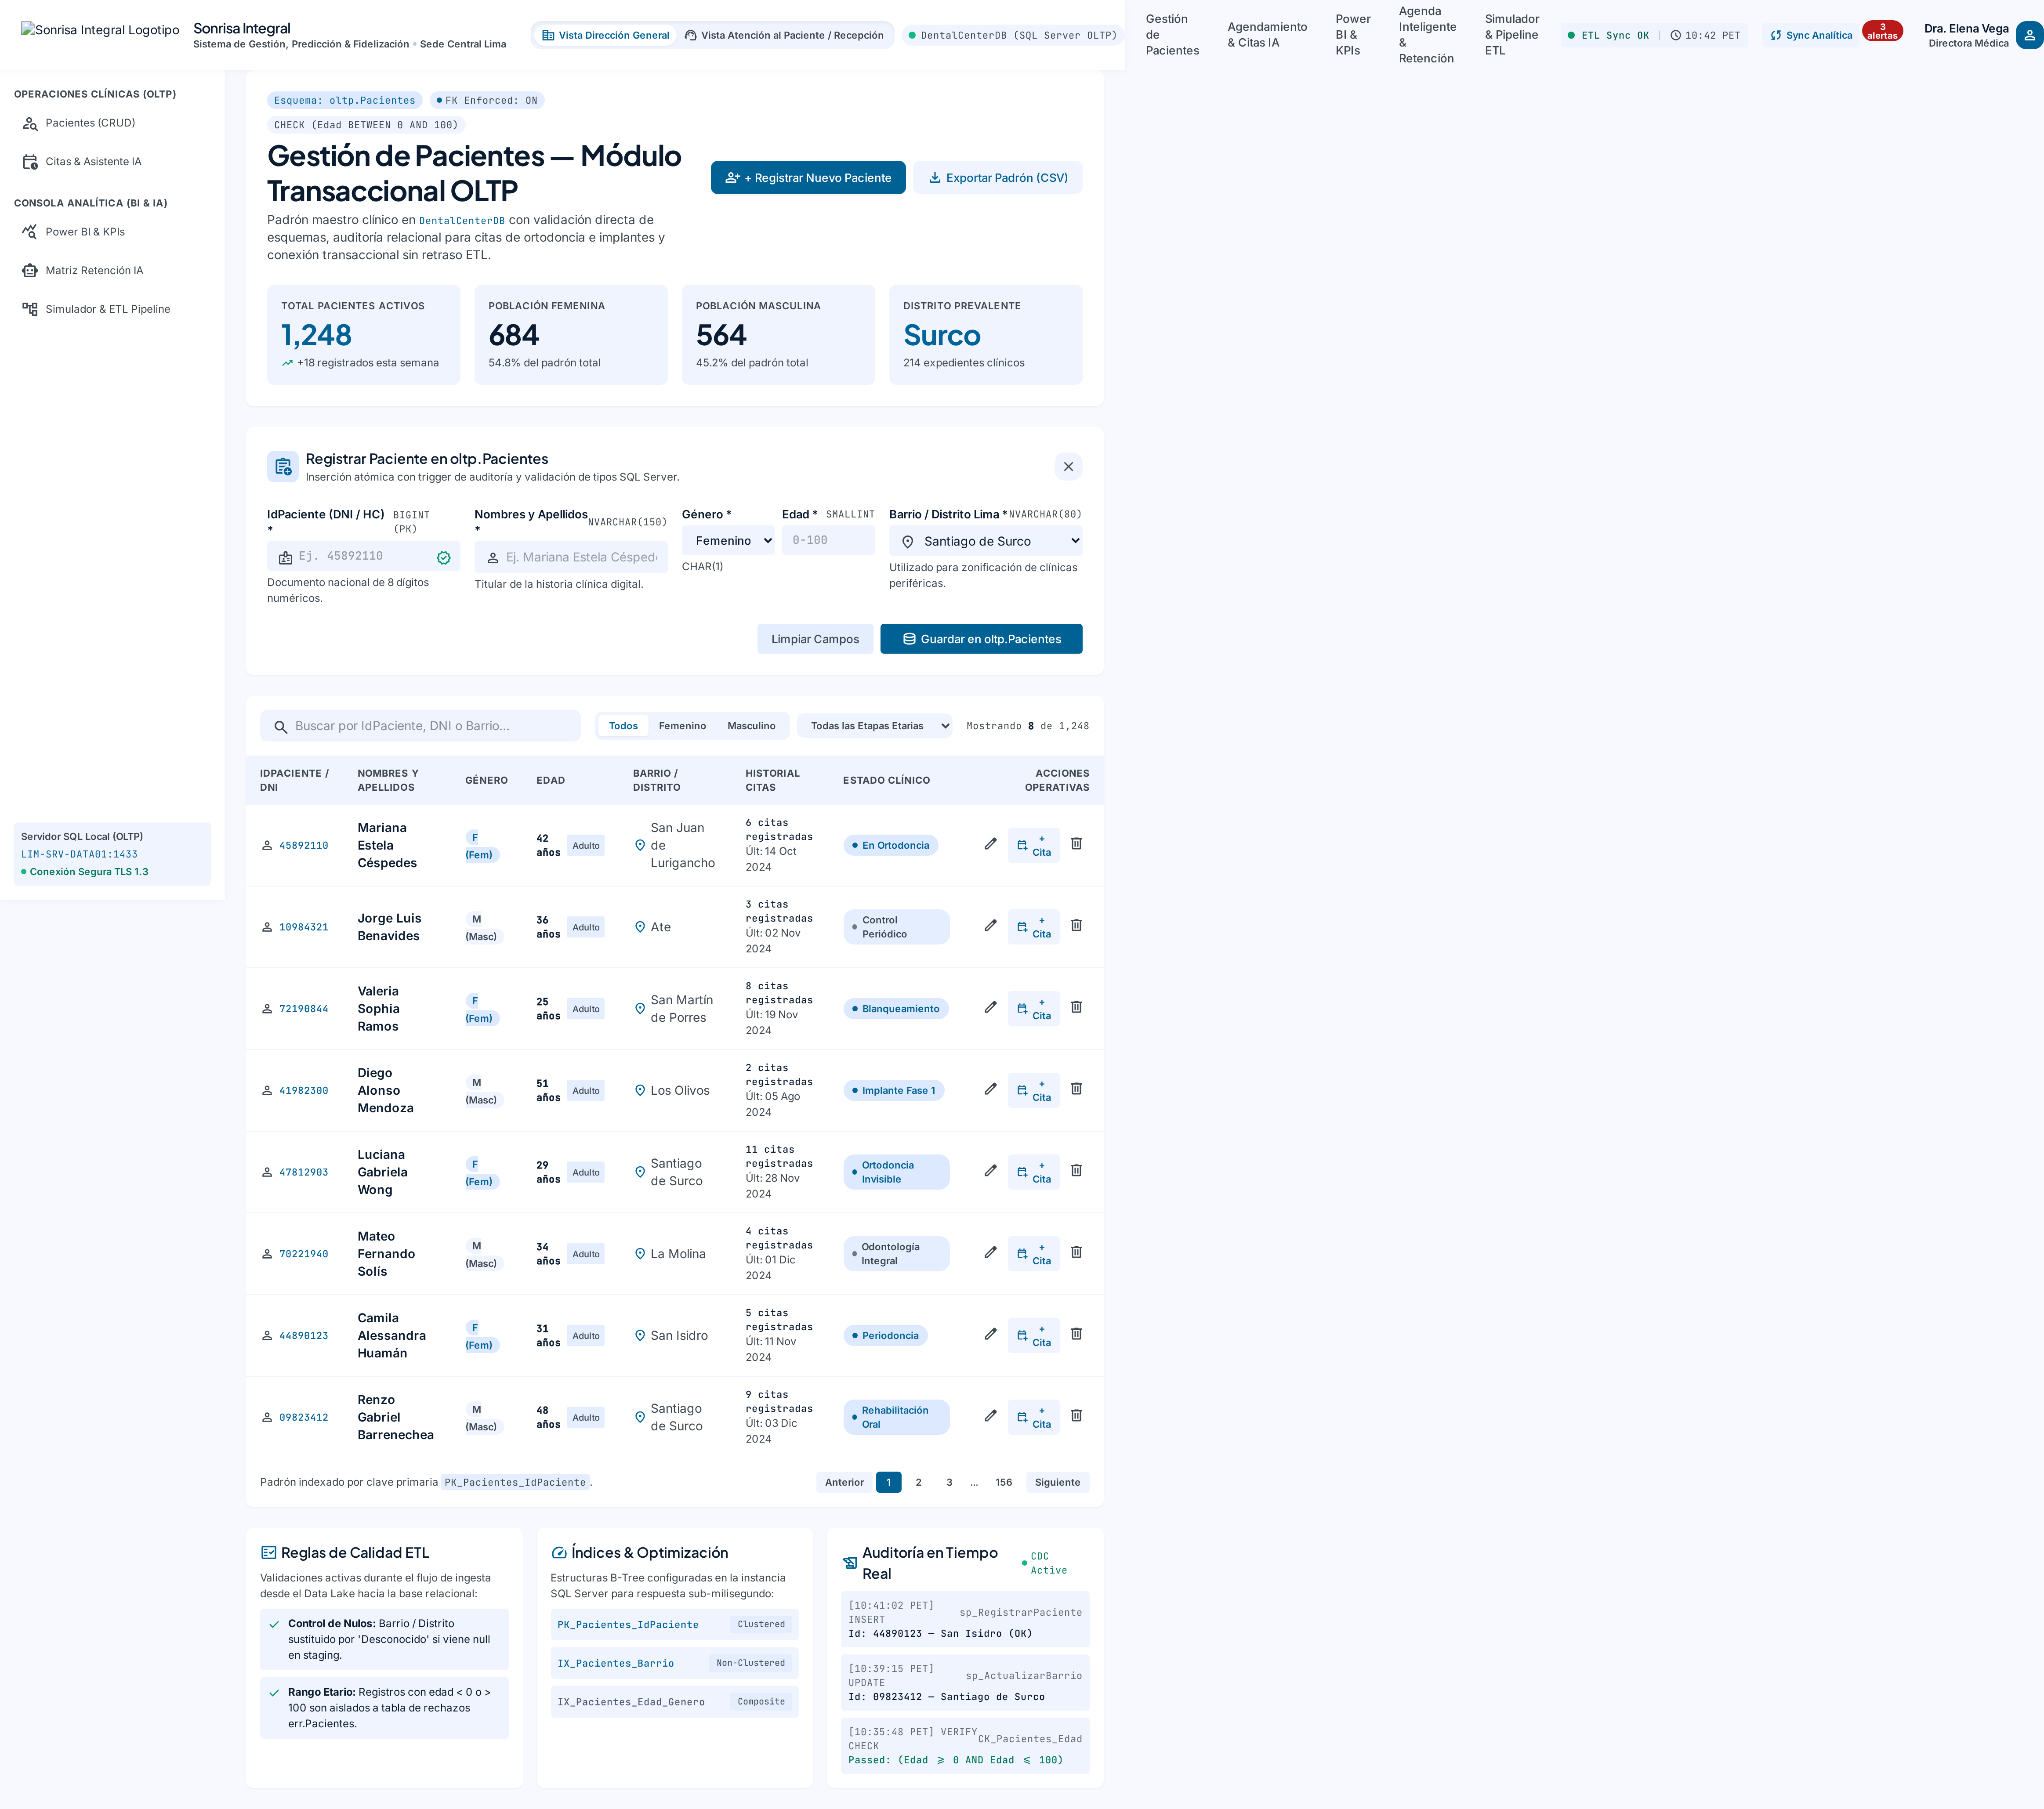 Sonrisa Integral Logotipo
Sonrisa Integral
Sistema de Gestión, Predicción & Fidelización • Sede Central Lima
Vista Dirección General
Vista Atención al Paciente / Recepción
DentalCenterDB (SQL Server OLTP)
Gestión
de
Pacientes
Agendamiento
& Citas IA
Power
BI &
KPIs
Agenda
Inteligente
&
Retención
Simulador
& Pipeline
ETL
ETL Sync OK
10:42 PET
Sync Analítica
3
alertas
Dra. Elena Vega
Directora Médica
OPERACIONES CLÍNICAS (OLTP)
Pacientes (CRUD)
Citas & Asistente IA
CONSOLA ANALÍTICA (BI & IA)
Power BI & KPIs
Matriz Retención IA
Simulador & ETL Pipeline
Servidor SQL Local (OLTP)
LIM-SRV-DATA01:1433
Conexión Segura TLS 1.3
Esquema: oltp.Pacientes
FK Enforced: ON
CHECK (Edad BETWEEN 0 AND 100)
Gestión de Pacientes — Módulo
Transaccional OLTP
Padrón maestro clínico en DentalCenterDB con validación directa de
esquemas, auditoría relacional para citas de ortodoncia e implantes y
conexión transaccional sin retraso ETL.
+ Registrar Nuevo Paciente
Exportar Padrón (CSV)
TOTAL PACIENTES ACTIVOS
1,248
+18 registrados esta semana
POBLACIÓN FEMENINA
684
54.8% del padrón total
POBLACIÓN MASCULINA
564
45.2% del padrón total
DISTRITO PREVALENTE
Surco
214 expedientes clínicos
Registrar Paciente en oltp.Pacientes
Inserción atómica con trigger de auditoría y validación de tipos SQL Server.
IdPaciente (DNI / HC)
*
BIGINT
(PK)
Ej. 45892110
Documento nacional de 8 dígitos
numéricos.
Nombres y Apellidos
*
NVARCHAR(150)
Ej. Mariana Estela Césped
Titular de la historia clínica digital.
Género *
Femenino
CHAR(1)
Edad *
SMALLINT
0-100
Barrio / Distrito Lima *
NVARCHAR(80)
Santiago de Surco
Utilizado para zonificación de clínicas
periféricas.
Limpiar Campos
Guardar en oltp.Pacientes
Buscar por IdPaciente, DNI o Barrio...
Todos
Femenino
Masculino
Todas las Etapas Etarias
Mostrando 8 de 1,248
IDPACIENTE /
DNI
NOMBRES Y
APELLIDOS
GÉNERO
EDAD
BARRIO /
DISTRITO
HISTORIAL
CITAS
ESTADO CLÍNICO
ACCIONES
OPERATIVAS
45892110
Mariana
Estela
Céspedes
F
(Fem)
42
años
Adulto
San Juan
de
Lurigancho
6 citas
registradas
Últ: 14 Oct
2024
En Ortodoncia
+
Cita
10984321
Jorge Luis
Benavides
M
(Masc)
36
años
Adulto
Ate
3 citas
registradas
Últ: 02 Nov
2024
Control
Periódico
+
Cita
72190844
Valeria
Sophia
Ramos
F
(Fem)
25
años
Adulto
San Martín
de Porres
8 citas
registradas
Últ: 19 Nov
2024
Blanqueamiento
+
Cita
41982300
Diego
Alonso
Mendoza
M
(Masc)
51
años
Adulto
Los Olivos
2 citas
registradas
Últ: 05 Ago
2024
Implante Fase 1
+
Cita
47812903
Luciana
Gabriela
Wong
F
(Fem)
29
años
Adulto
Santiago
de Surco
11 citas
registradas
Últ: 28 Nov
2024
Ortodoncia
Invisible
+
Cita
70221940
Mateo
Fernando
Solís
M
(Masc)
34
años
Adulto
La Molina
4 citas
registradas
Últ: 01 Dic
2024
Odontología
Integral
+
Cita
44890123
Camila
Alessandra
Huamán
F
(Fem)
31
años
Adulto
San Isidro
5 citas
registradas
Últ: 11 Nov
2024
Periodoncia
+
Cita
09823412
Renzo
Gabriel
Barrenechea
M
(Masc)
48
años
Adulto
Santiago
de Surco
9 citas
registradas
Últ: 03 Dic
2024
Rehabilitación
Oral
+
Cita
Padrón indexado por clave primaria PK_Pacientes_IdPaciente.
Anterior
1
2
3
...
156
Siguiente
Reglas de Calidad ETL
Validaciones activas durante el flujo de ingesta
desde el Data Lake hacia la base relacional:
Control de Nulos: Barrio / Distrito
sustituido por 'Desconocido' si viene null
en staging.
Rango Etario: Registros con edad < 0 o >
100 son aislados a tabla de rechazos
err.Pacientes.
Índices & Optimización
Estructuras B-Tree configuradas en la instancia
SQL Server para respuesta sub-milisegundo:
PK_Pacientes_IdPaciente
Clustered
IX_Pacientes_Barrio
Non-Clustered
IX_Pacientes_Edad_Genero
Composite
Auditoría en Tiempo
Real
CDC
Active
[10:41:02 PET]
INSERT
sp_RegistrarPaciente
Id: 44890123 — San Isidro (OK)
[10:39:15 PET]
UPDATE
sp_ActualizarBarrio
Id: 09823412 — Santiago de Surco
[10:35:48 PET] VERIFY
CHECK
CK_Pacientes_Edad
Passed: (Edad ≥ 0 AND Edad ≤ 100)